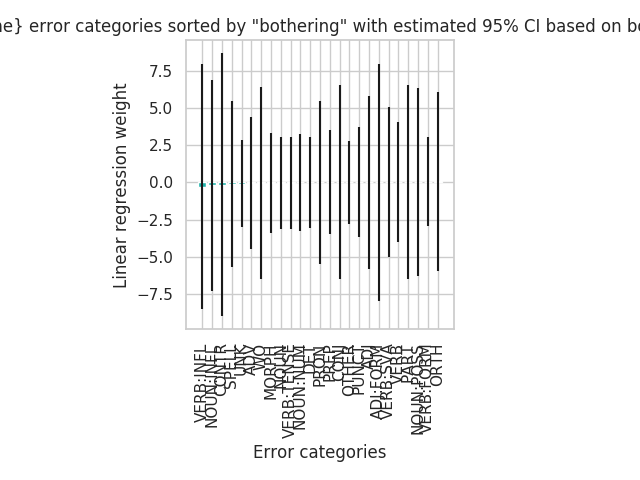 ne} error categories sorted by "bothering" with estimated 95% CI based on bo
7.5
5.0
2.5
0.0
−2.5
−5.0
−7.5
Linear regression weight
VERB:INFL
NOUN:INFL
CONTR
SPELL
UNK
ADV
WO
MORPH
NOUN
VERB:TENSE
NOUN:NUM
DET
PRON
PREP
CONJ
OTHER
PUNCT
ADJ
ADJ:FORM
VERB:SVA
VERB
PART
NOUN:POSS
VERB:FORM
ORTH
Error categories